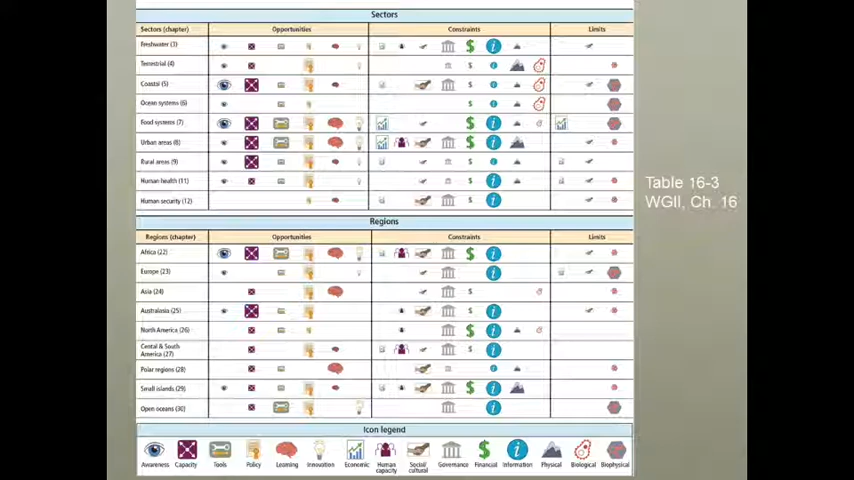 Sectors
Sectors (chapter) Opportunities Constraints Limits
Freshwater (3)
Terrestrial (4)
Coastal (5)
Ocean systems (6)
Food systems (7)
Urban areas (8)
Rural areas (9)
Human health (11)
Human security (12)
Regions
Regions (chapter) Opportunities Constraints Limits
Africa (22)
Europe (23)
Asia (24)
Australasia (25)
North America (26)
Central & South
America (27)
Polar regions (28)
Small islands (29)
Open oceans (30)
Icon legend
Awareness Capacity Tools Policy Learning Innovation Economic Human
capacity Social/
cultural Governance Financial Information Physical Biological Biophysical
Table 16-3
WGII, Ch. 16